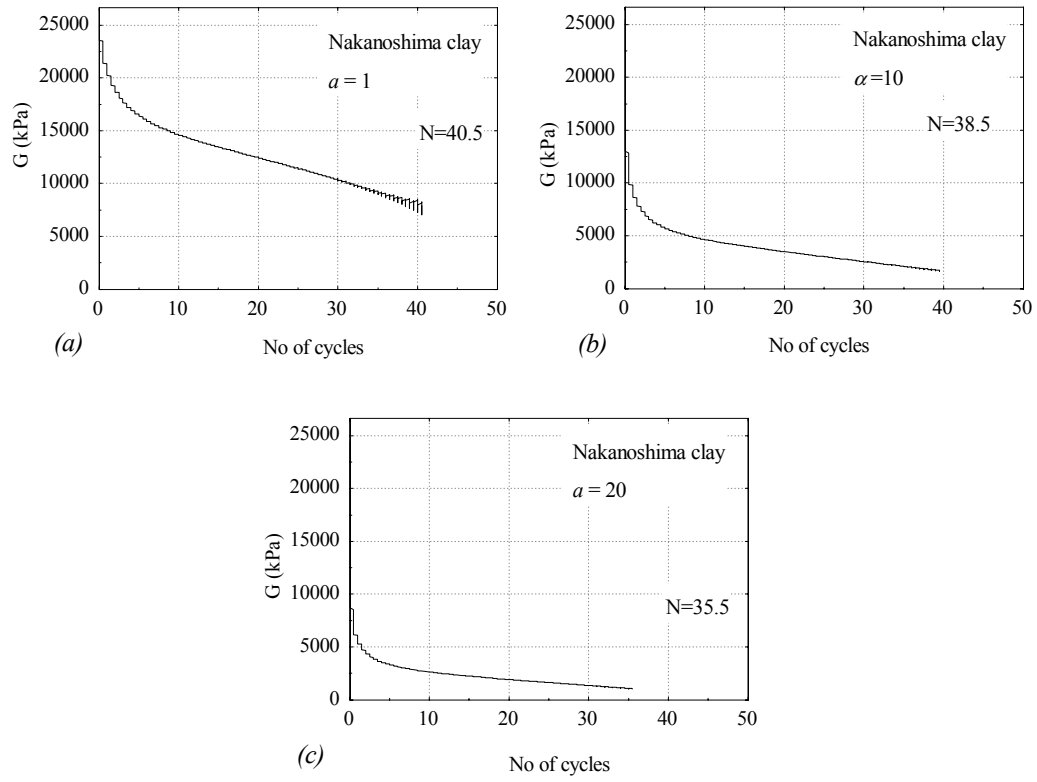 25000
20000
15000
10000
5000
0
G (kPa)
Nakanoshima clay
a = 1
N=40.5
0 10 20 30 40 50
No of cycles
(a)
25000
20000
15000
10000
5000
0
G (kPa)
Nakanoshima clay
α=10
N=38.5
0 10 20 30 40 50
No of cycles
(b)
25000
20000
15000
10000
5000
0
G (kPa)
Nakanoshima clay
a = 20
N=35.5
0 10 20 30 40 50
No of cycles
(c)